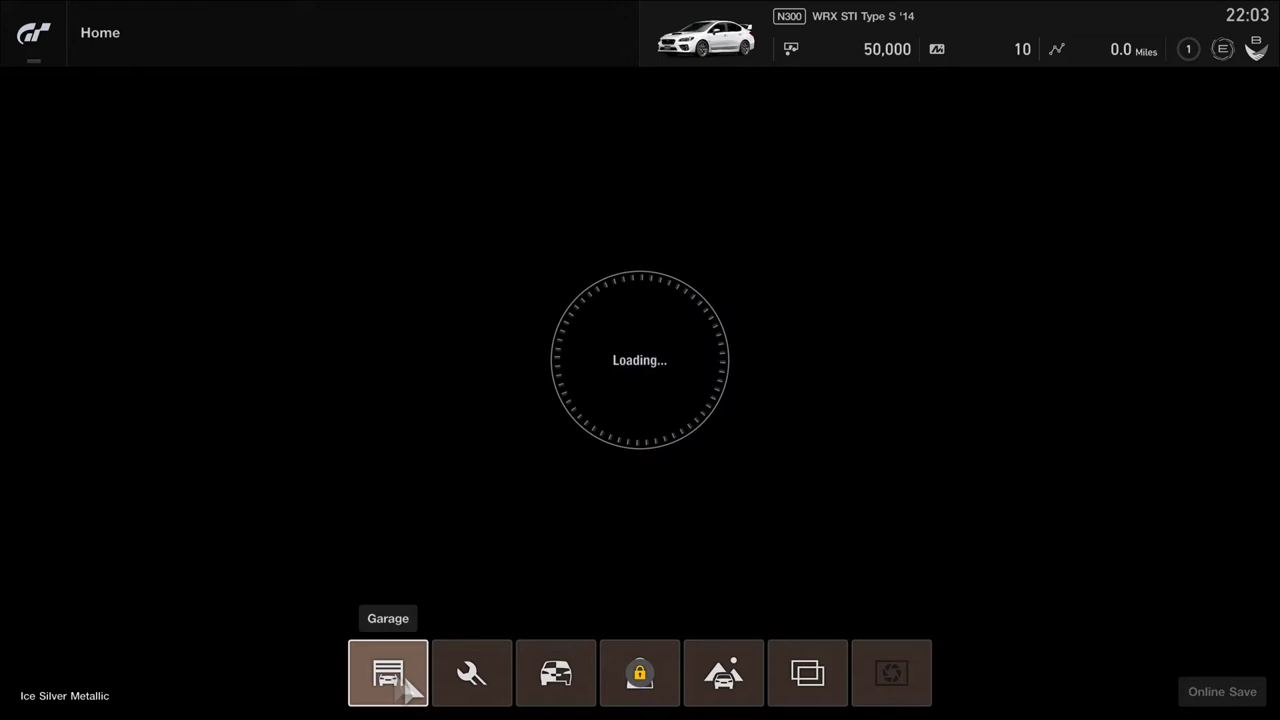 Home
N300 WRX STI Type S '14
50,000 10 0.0 Miles 1 E B
22:03
Loading...
Garage
Ice Silver Metallic
Online Save